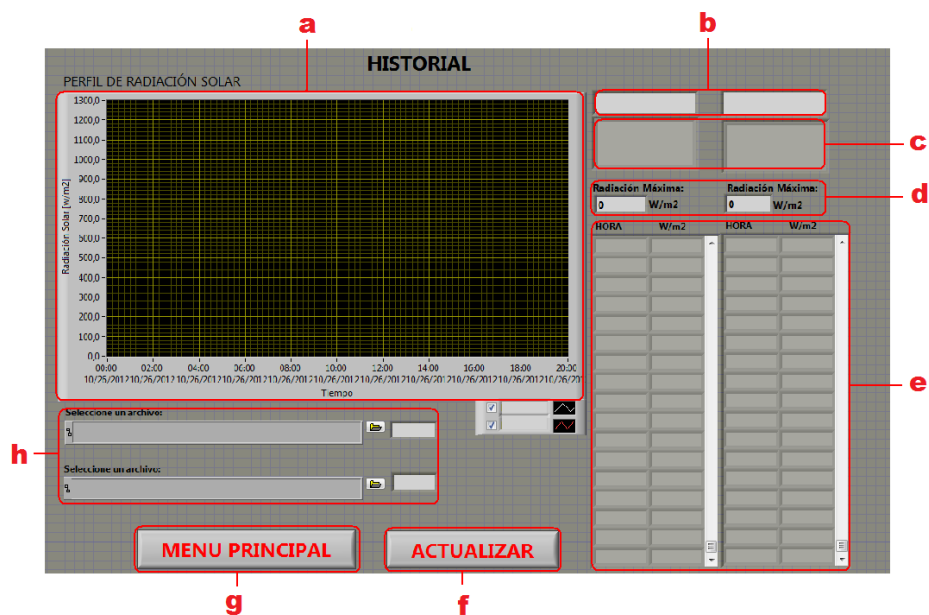 a
b
HISTORIAL
PERFIL DE RADIACIÓN SOLAR
1300,0
1200,0
1100,0
1000,0
900,0
800,0
700,0
600,0
500,0
400,0
300,0
200,0
100,0
0,0
Radiación Solar [w/m2]
00:00 02:00 04:00 06:00 08:00 10:00 12:00 14:00 16:00 18:00 20:00
Tiempo
c
Radiación Máxima: Radiación Máxima:
0 W/m2 0 W/m2
d
HORA W/m2 HORA W/m2
e
Seleccione un archivo:
h
Seleccione un archivo:
MENU PRINCIPAL
ACTUALIZAR
g
f